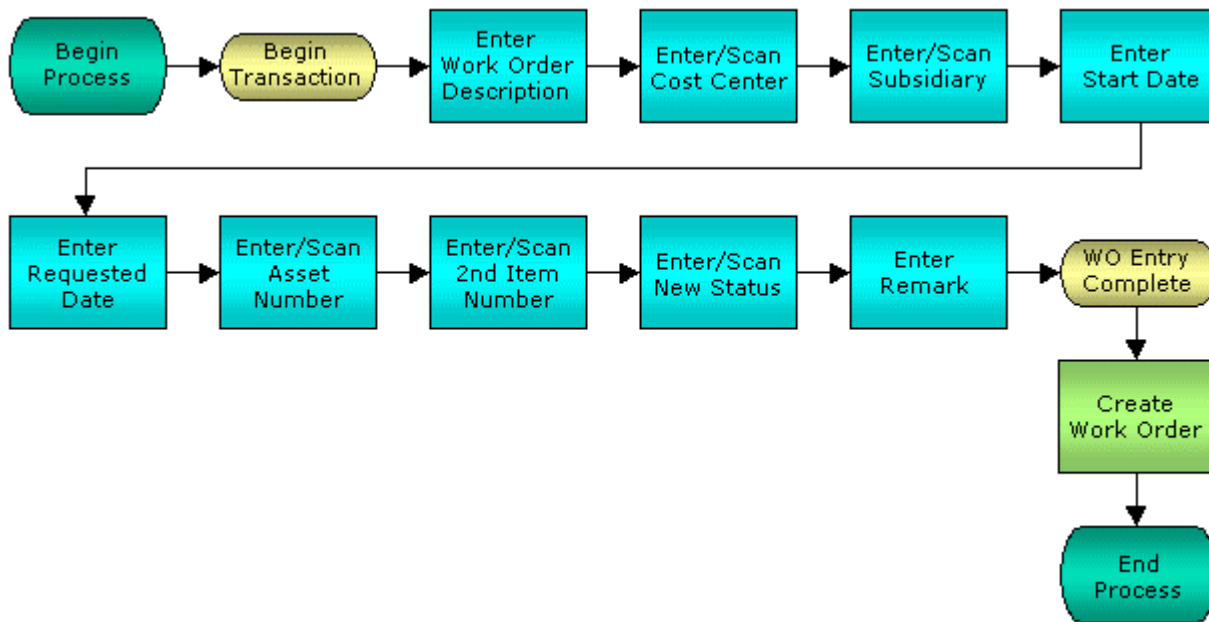 Begin
Process
Begin
Transaction
Enter
Work Order
Description
Enter/Scan
Cost Center
Enter/Scan
Subsidiary
Enter
Start Date
Enter
Requested
Date
Enter/Scan
Asset
Number
Enter/Scan
2nd Item
Number
Enter/Scan
New Status
Enter
Remark
WO Entry
Complete
Create
Work Order
End
Process